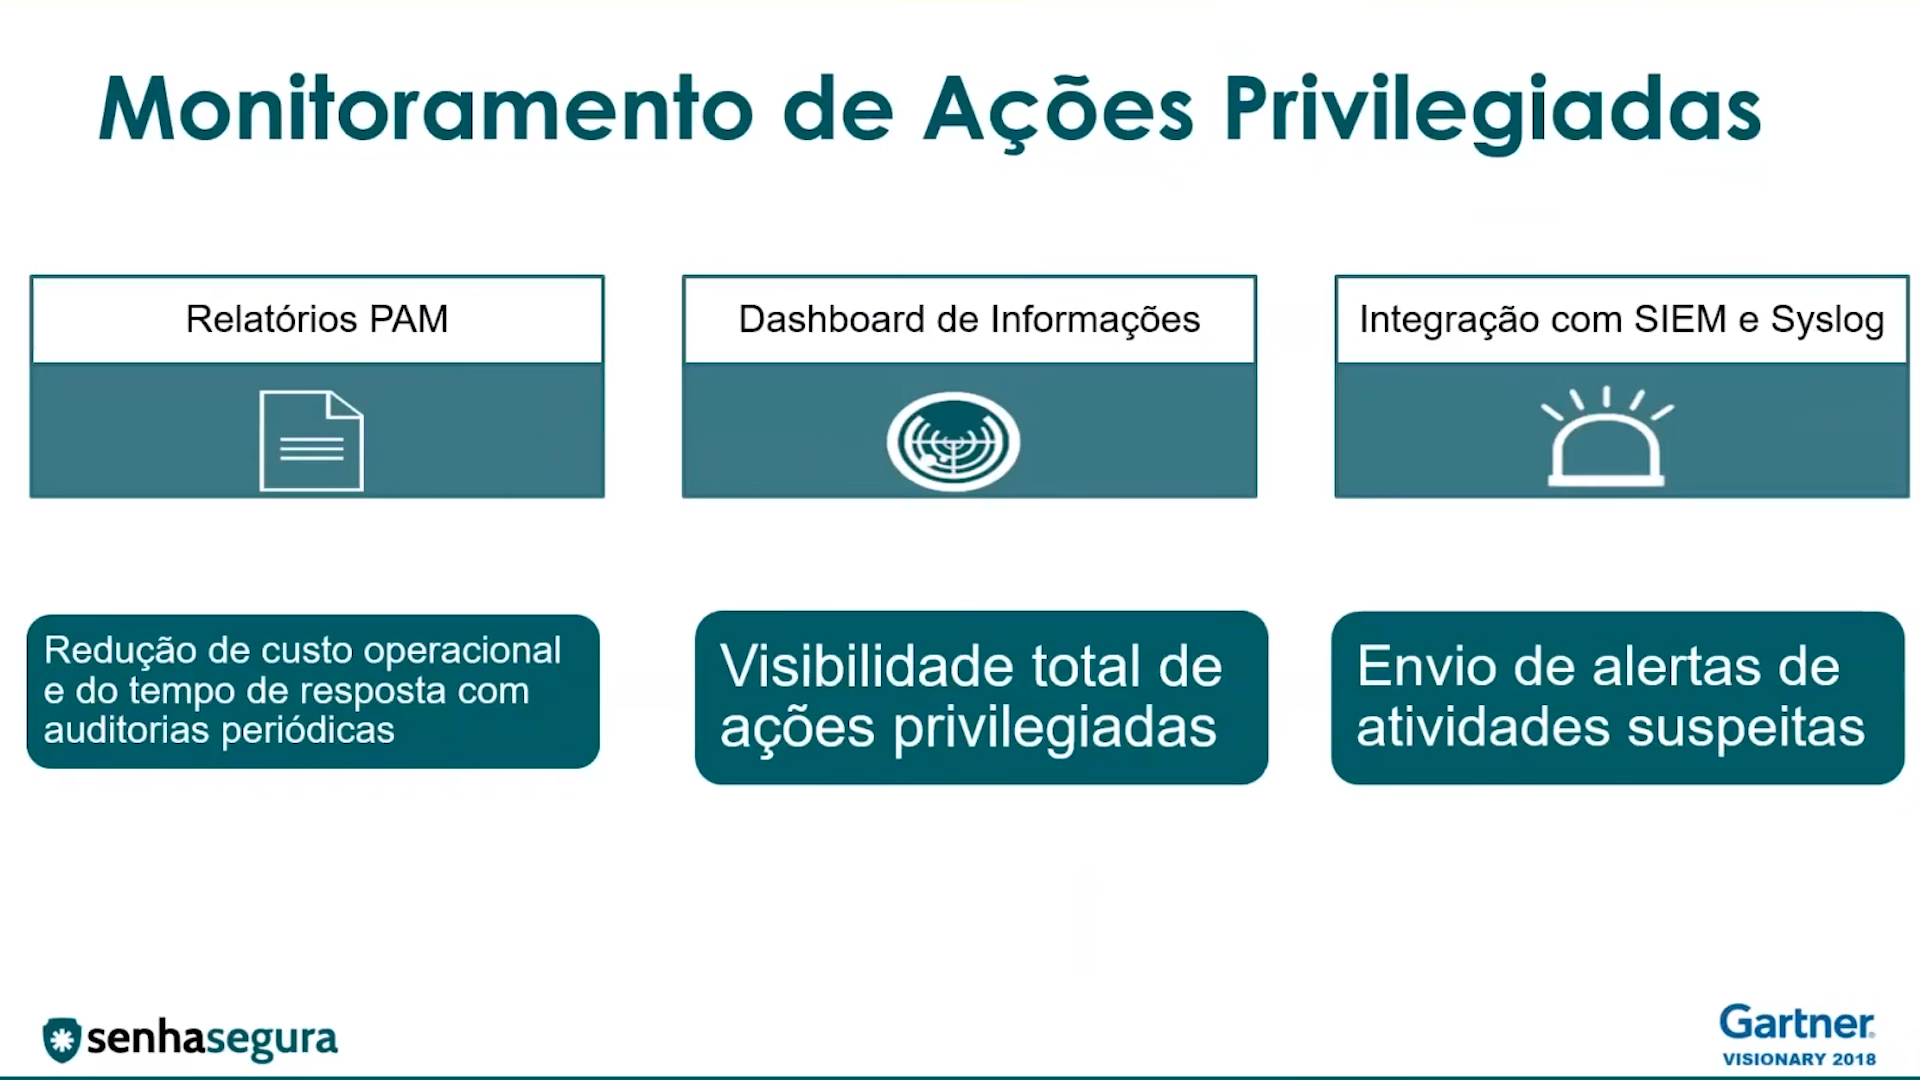 Monitoramento de Ações Privilegiadas
Relatórios PAM
Dashboard de Informações
Integração com SIEM e Syslog
Redução de custo operacional
e do tempo de resposta com
auditorias periódicas
Visibilidade total de
ações privilegiadas
Envio de alertas de
atividades suspeitas
senhasegura
Gartner
VISIONARY 2018